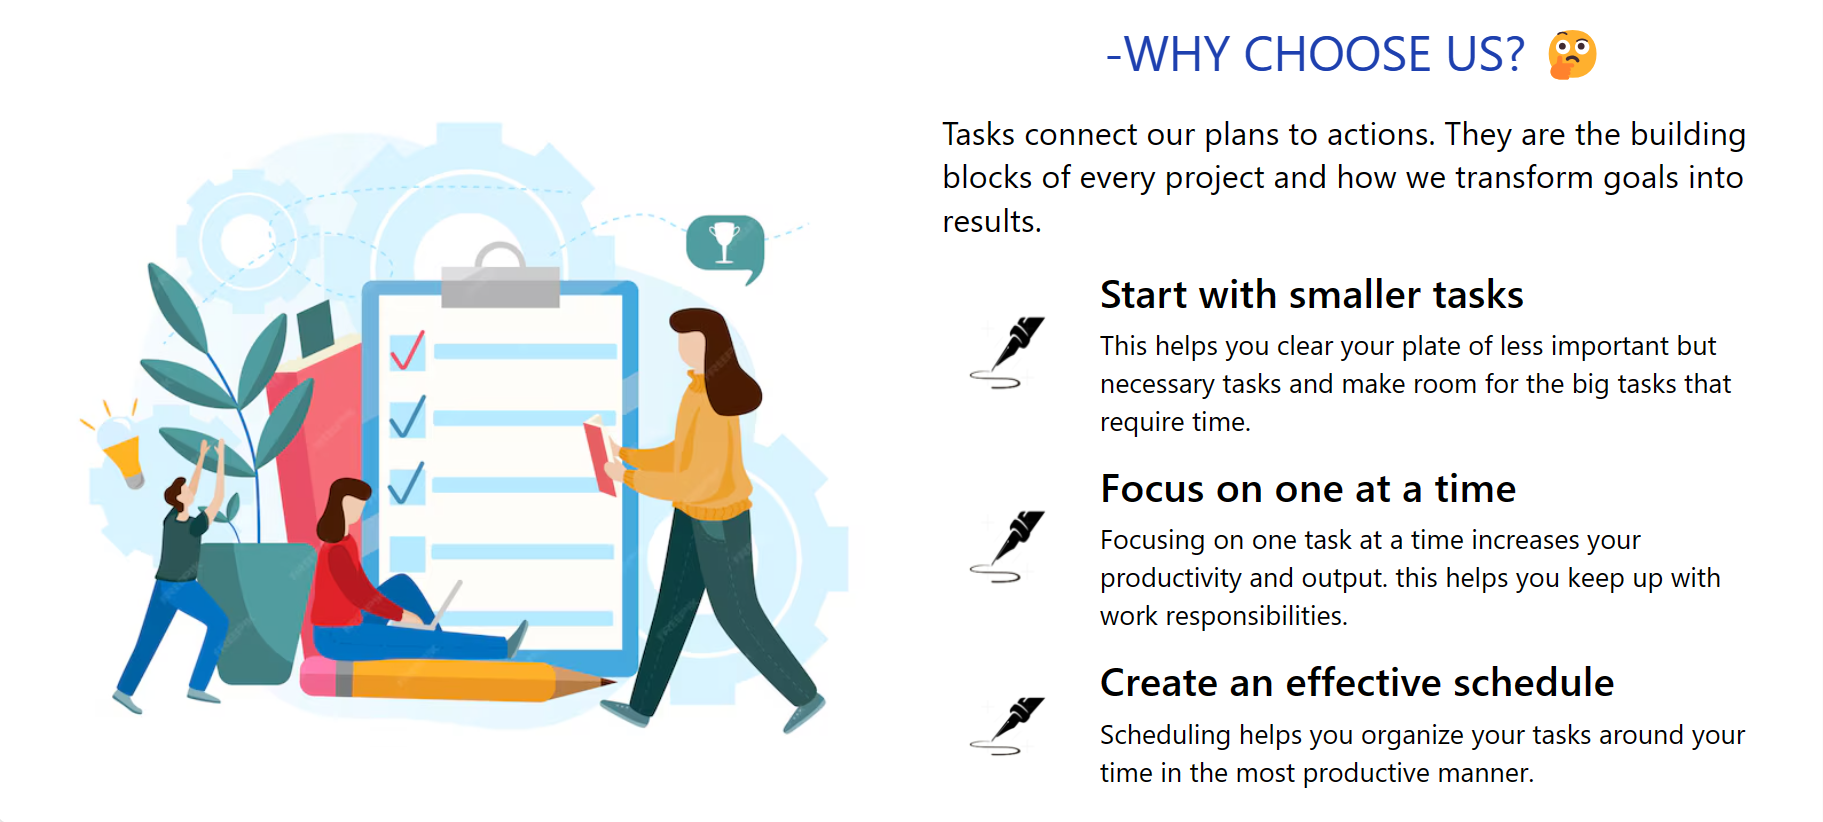 -WHY CHOOSE US? 🤔
Tasks connect our plans to actions. They are the building
blocks of every project and how we transform goals into
results.
Start with smaller tasks
This helps you clear your plate of less important but
necessary tasks and make room for the big tasks that
require time.
Focus on one at a time
Focusing on one task at a time increases your
productivity and output. this helps you keep up with
work responsibilities.
Create an effective schedule
Scheduling helps you organize your tasks around your
time in the most productive manner.